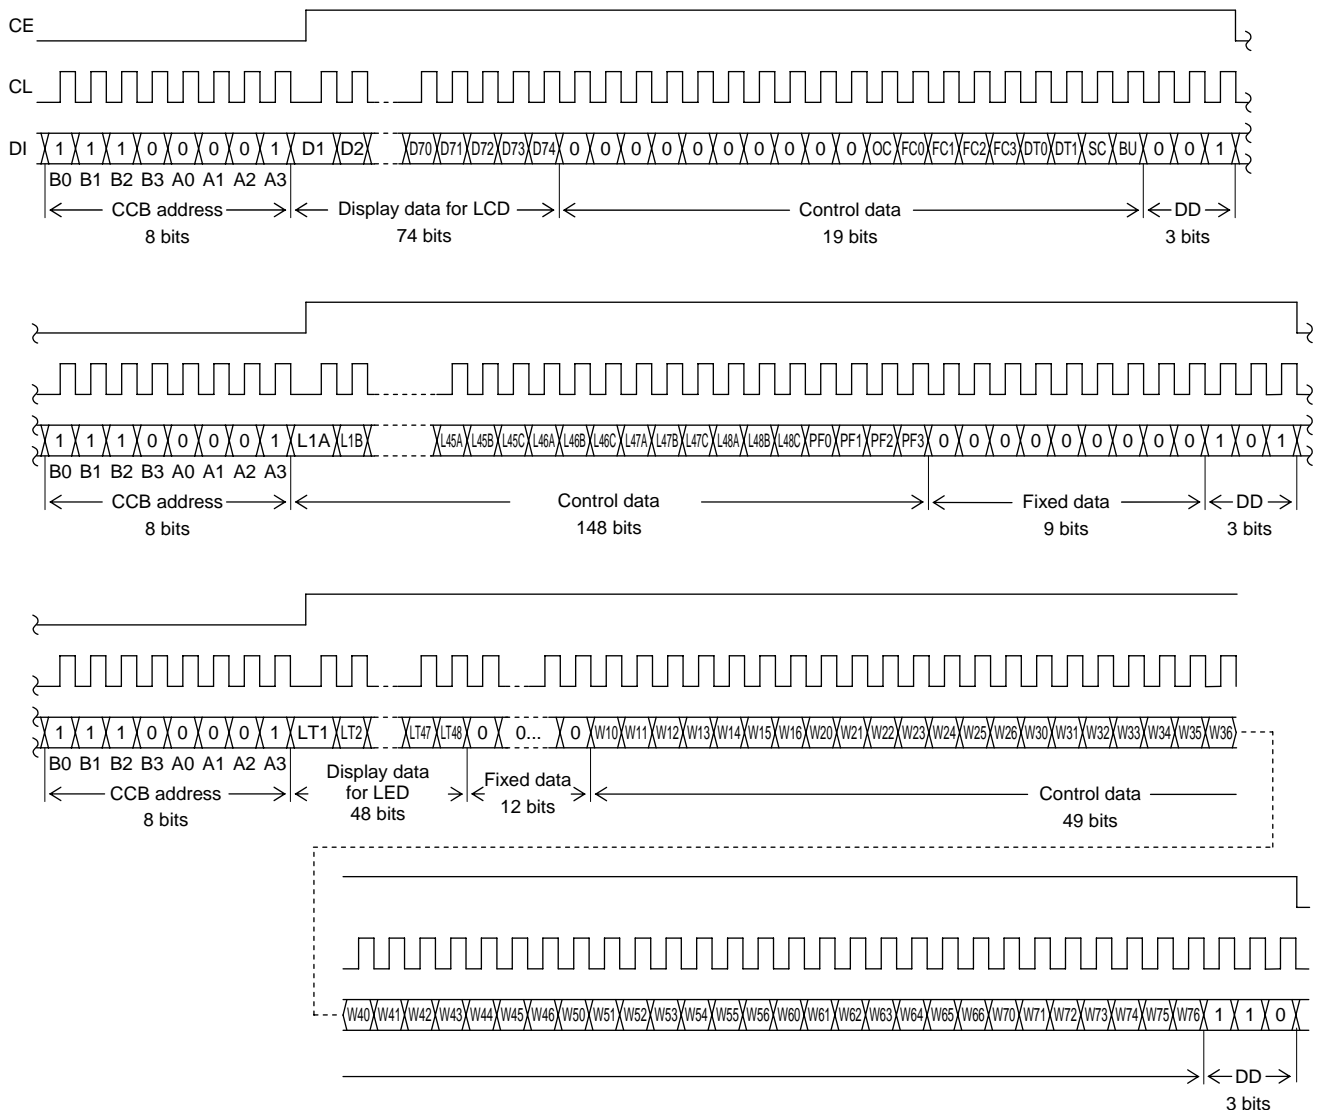 CE
CL
DI 1 1 1 0 0 0 0 1 D1 D2 D70 D71 D72 D73 D74 0 0 0 0 0 0 0 0 0 0 OC FC0 FC1 FC2 FC3 DT0 DT1 SC BU 0 0 1
B0 B1 B2 B3 A0 A1 A2 A3
CCB address Display data for LCD Control data DD
8 bits 74 bits 19 bits 3 bits
1 1 1 0 0 0 0 1 L1A L1B L45A L45B L45C L46A L46B L46C L47A L47B L47C L48A L48B L48C PF0 PF1 PF2 PF3 0 0 0 0 0 0 0 0 0 1 0 1
B0 B1 B2 B3 A0 A1 A2 A3
CCB address Control data Fixed data DD
8 bits 148 bits 9 bits 3 bits
1 1 1 0 0 0 0 1 LT1 LT2 LT47 LT48 0 0... 0 W10 W11 W12 W13 W14 W15 W16 W20 W21 W22 W23 W24 W25 W26 W30 W31 W32 W33 W34 W35 W36
B0 B1 B2 B3 A0 A1 A2 A3
CCB address Display data for LED Fixed data Control data
8 bits 48 bits 12 bits 49 bits
W40 W41 W42 W43 W44 W45 W46 W50 W51 W52 W53 W54 W55 W56 W60 W61 W62 W63 W64 W65 W66 W70 W71 W72 W73 W74 W75 W76 1 1 0
DD
3 bits